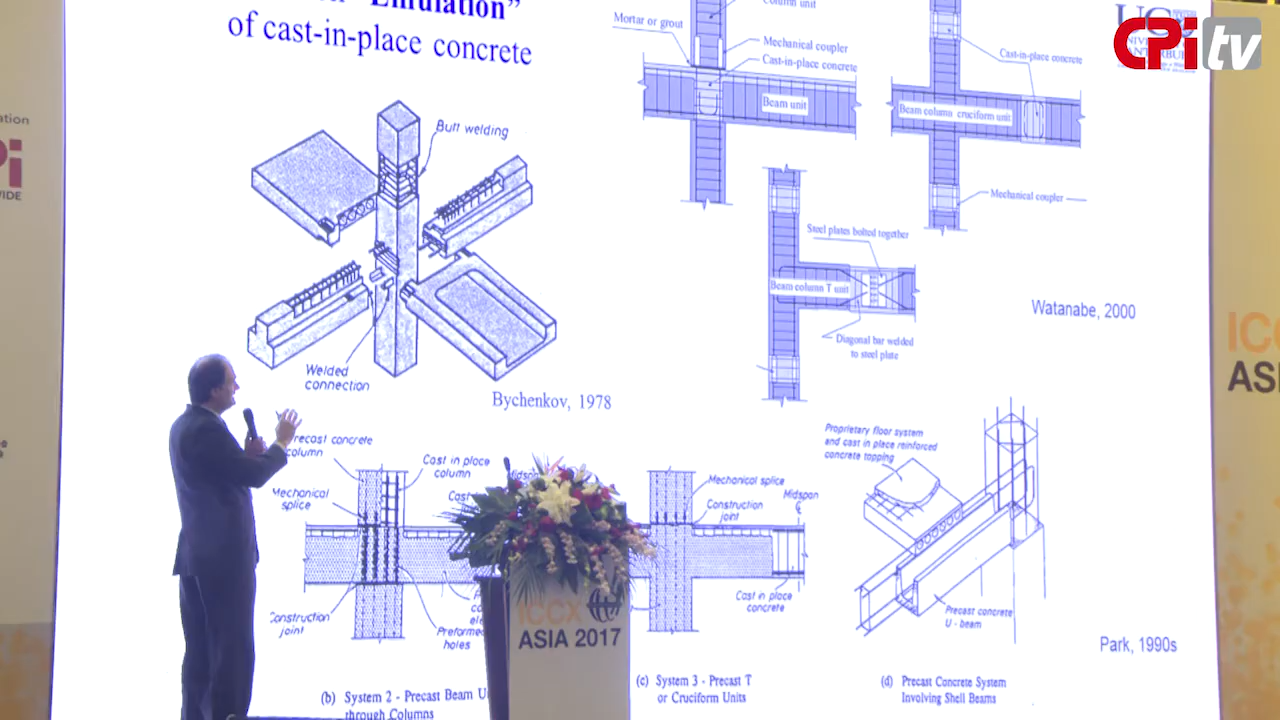 "Emulation"
of cast-in-place concrete
Butt welding
Welded
connection
Bychenkov, 1978
Mortar or grout
Column unit
Mechanical coupler
Cast-in-place concrete
Beam unit
Cast-in-place concrete
Beam column cruciform unit
Mechanical coupler
Steel plates bolted together
Beam column T unit
Diagonal bar welded
to steel plate
Watanabe, 2000
CPi tv
Precast concrete
column
Cast in place
column
Mechanical
splice
Midspan
Construction
joint
Preformed
holes
(b) System 2 - Precast Beam
through Columns
Mechanical splice
Construction
joint
Midspan
Cast in place
concrete
(c) System 3 - Precast T
or Cruciform Units
Proprietary floor system
and cast in place reinforced
concrete topping
Precast concrete
U - beam
(d) Precast Concrete System
Involving Shell Beams
Park, 1990s
ICCX
ASIA 2017